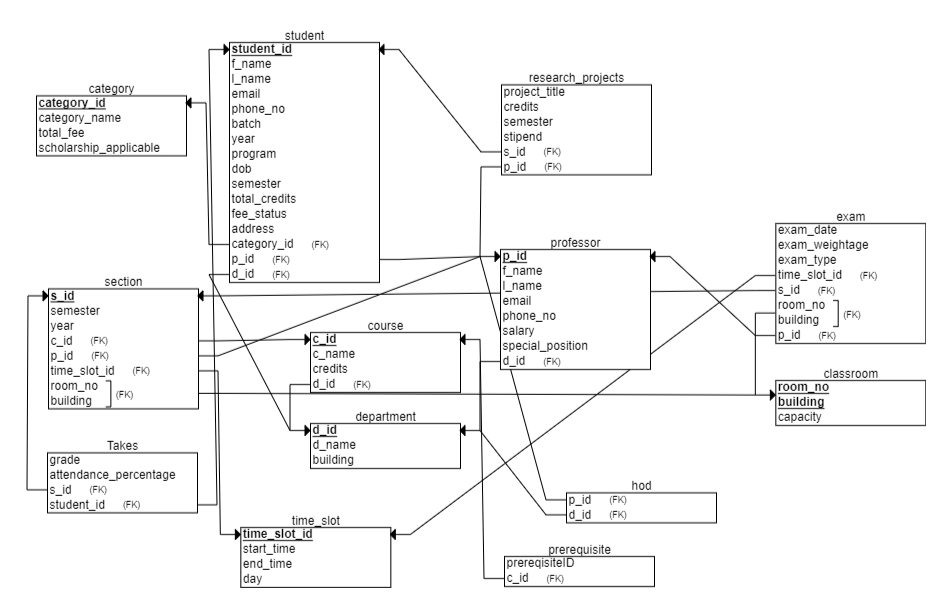 student
student_id
f_name
l_name
email
phone_no
batch
year
program
dob
semester
total_credits
fee_status
address
category_id (FK)
p_id (FK)
d_id (FK)
category
category_id
category_name
total_fee
scholarship_applicable
research_projects
project_title
credits
semester
stipend
s_id (FK)
p_id (FK)
exam
exam_date
exam_weightage
exam_type
time_slot_id (FK)
s_id (FK)
room_no
building
(FK)
p_id (FK)
professor
p_id
f_name
l_name
email
phone_no
salary
special_position
d_id (FK)
section
s_id
semester
year
c_id (FK)
p_id (FK)
time_slot_id (FK)
room_no
building
(FK)
course
c_id
c_name
credits
d_id (FK)
classroom
room_no
building
capacity
department
d_id
d_name
building
Takes
grade
attendance_percentage
s_id (FK)
student_id (FK)
hod
p_id (FK)
d_id (FK)
time_slot
time_slot_id
start_time
end_time
day
prerequisite
prereqisiteID
c_id (FK)